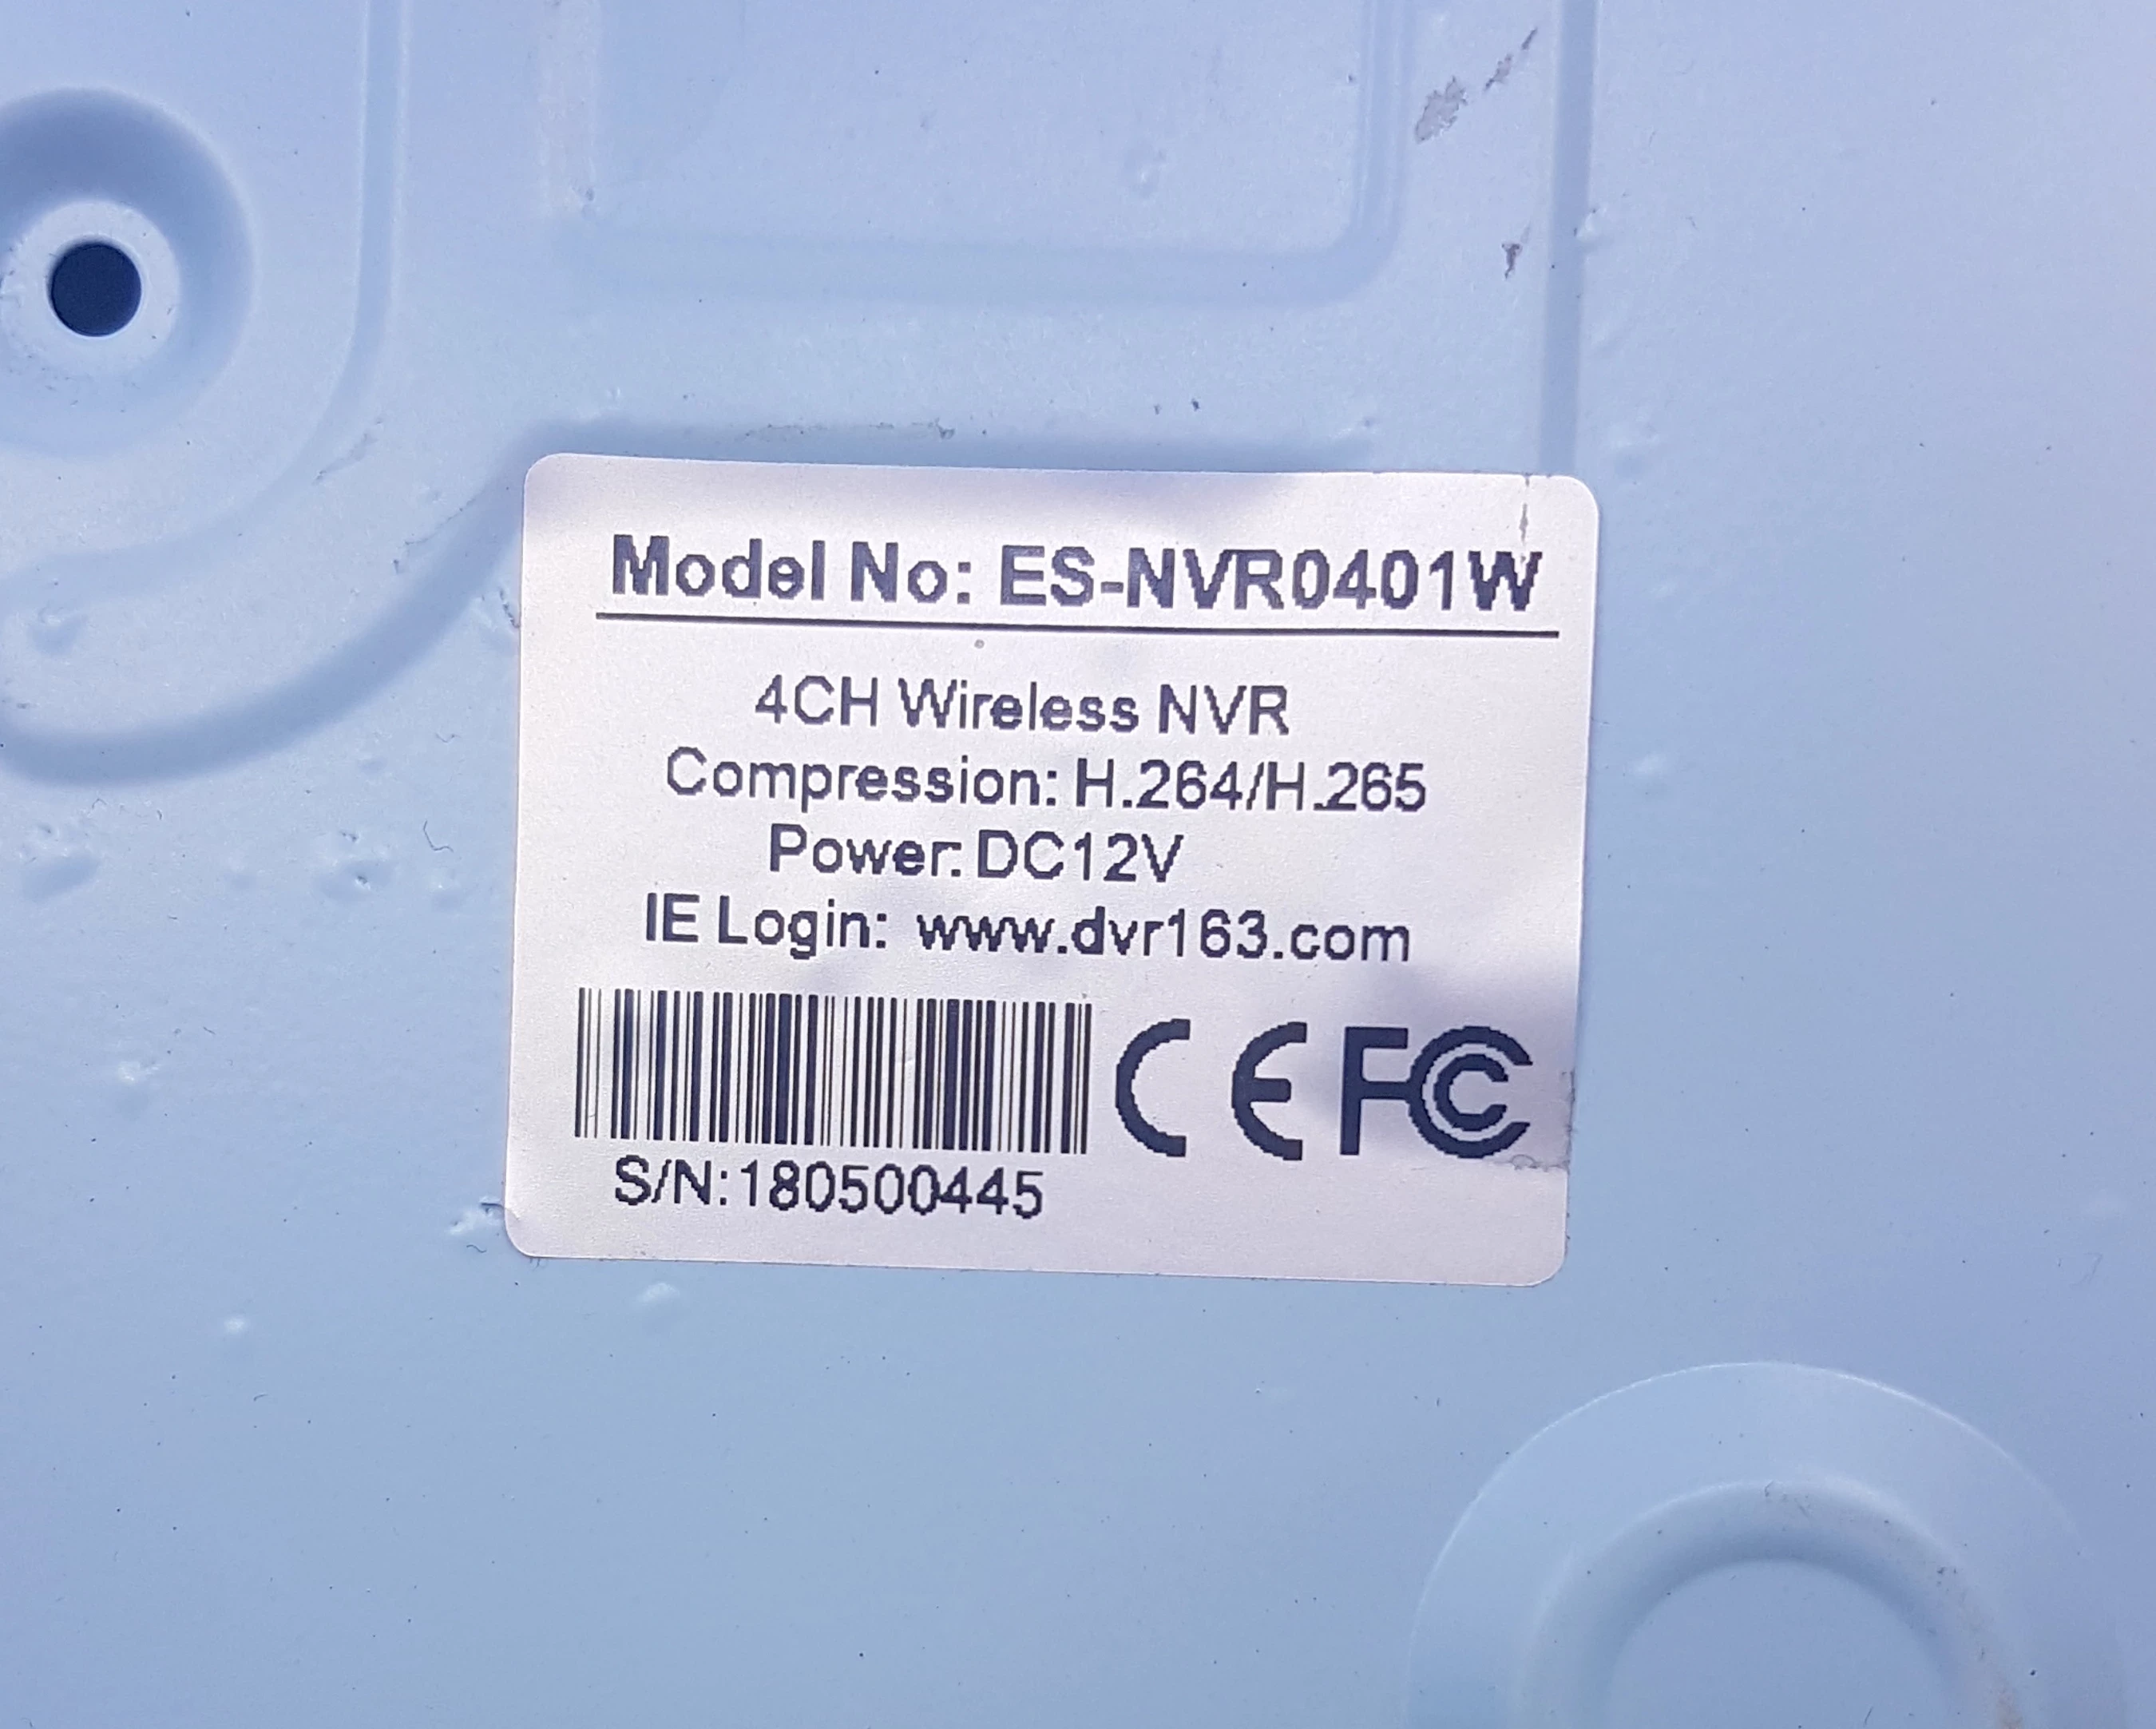 Model No: ES-NVR0401W
4CH Wireless NVR
Compression: H.264/H.265
Power: DC12V
IE Login: www.dvr163.com
CE FCC
S/N:180500445